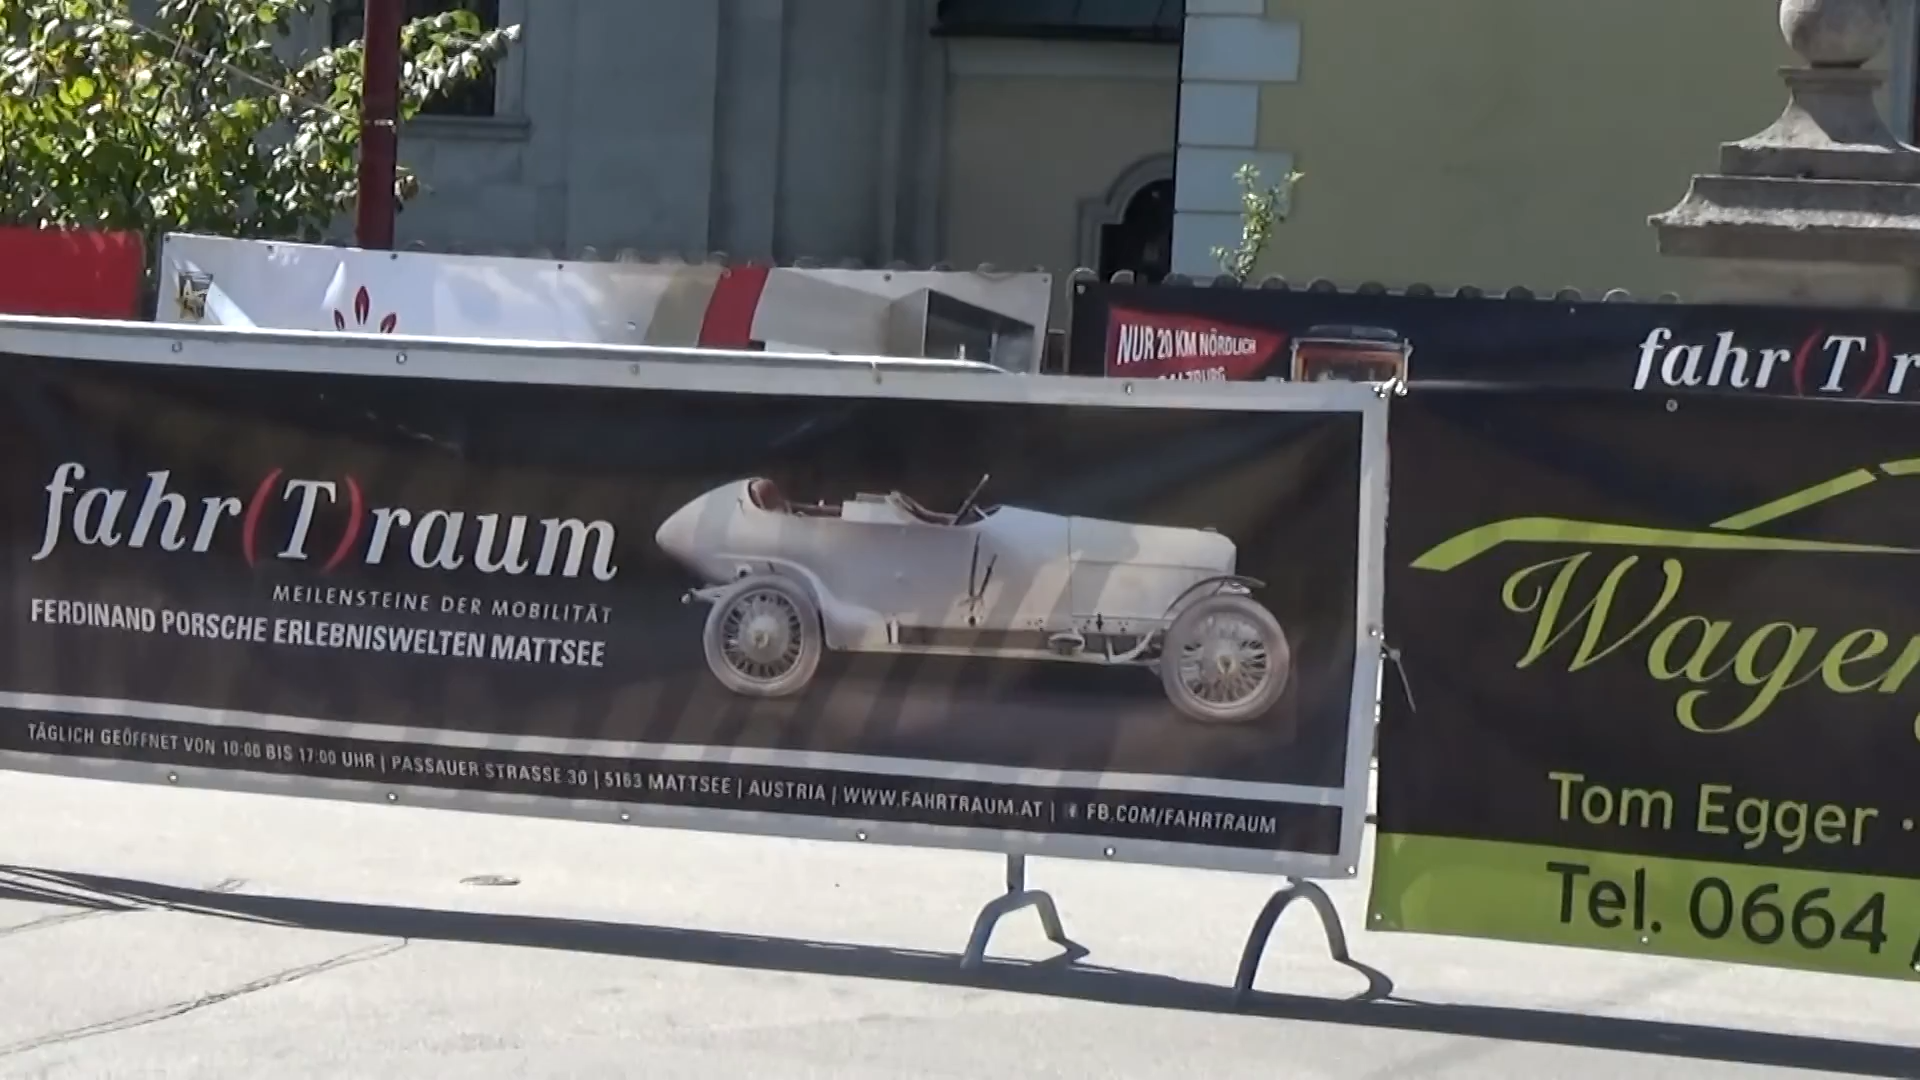 NUR 20 KM NÖRDLICH
fahr(T)r
fahr(T)raum
MEILENSTEINE DER MOBILITÄT
FERDINAND PORSCHE ERLEBNISWELTEN MATTSEE
TÄGLICH GEÖFFNET VON 10:00 BIS 17:00 UHR | PASSAUER STRASSE 30 | 5163 MATTSEE | AUSTRIA | WWW.FAHRTRAUM.AT | FB.COM/FAHRTRAUM
Wagen
Tom Egger ·
Tel. 0664